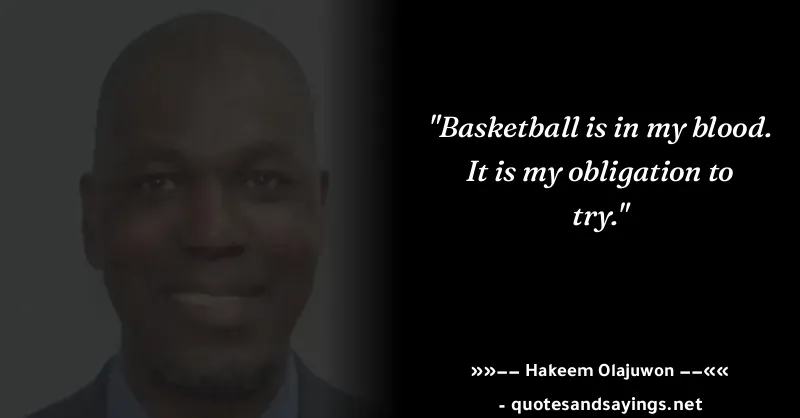 "Basketball is in my blood.
It is my obligation to
try."
»»–– Hakeem Olajuwon ––««
- quotesandsayings.net